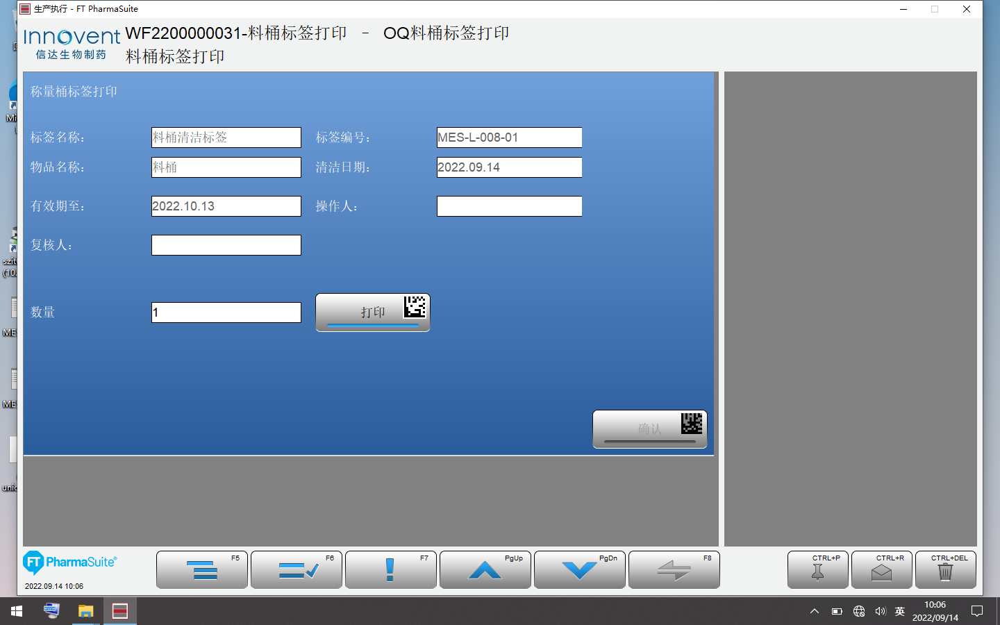 生产执行 - FT PharmaSuite
Innovent
信达生物制药
WF2200000031-料桶标签打印 - OQ料桶标签打印
料桶标签打印
称量桶标签打印
标签名称: 料桶清洁标签 标签编号: MES-L-008-01
物品名称: 料桶 清洁日期: 2022.09.14
有效期至: 2022.10.13 操作人:
复核人:
数量 1 打印
确认
FT PharmaSuite®
2022.09.14 10:06
F5 F6 F7 PgUp PgDn F8 CTRL+P CTRL+R CTRL+DEL
英
10:06
2022/09/14
(10.
MES
MES